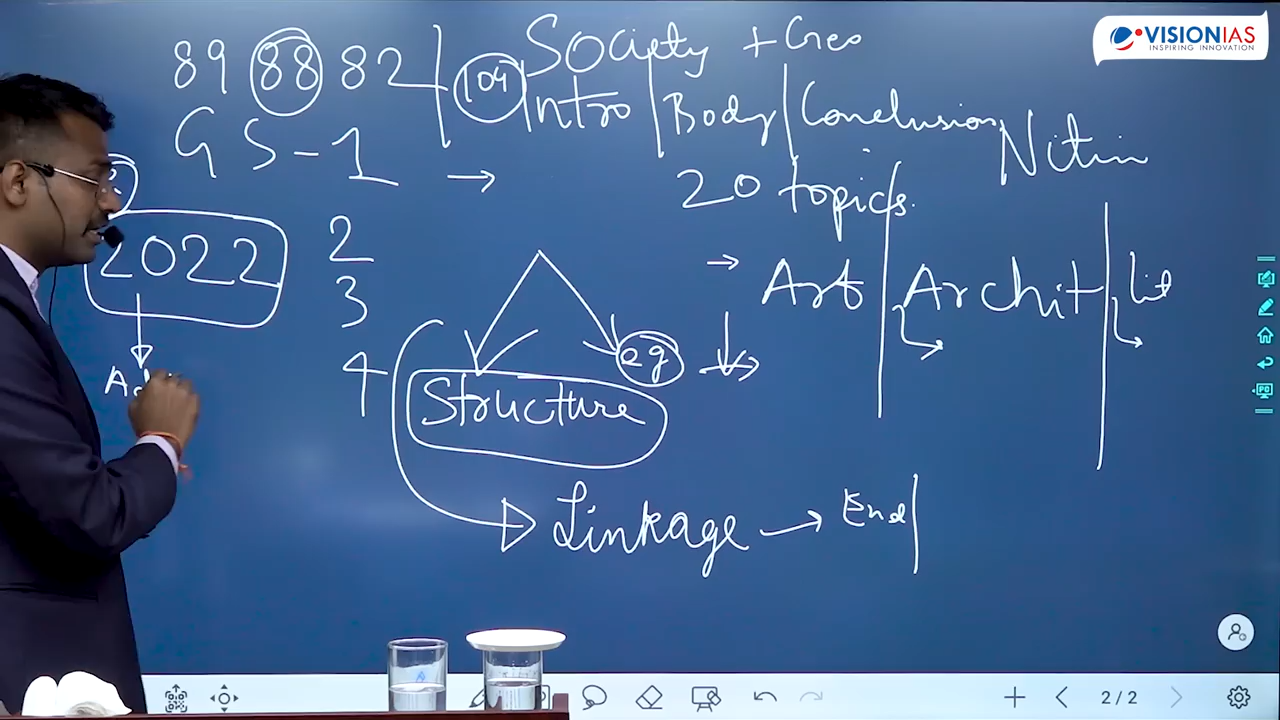 VISIONIAS
INSPIRING INNOVATION
89 88 82 104 Society + Geo
Intro Body Conclusion
GS-1 → Nitin
20 topics.
2022 2
3
4
→ Art Archit Lit
eg
Structure
Linkage → End
2/2